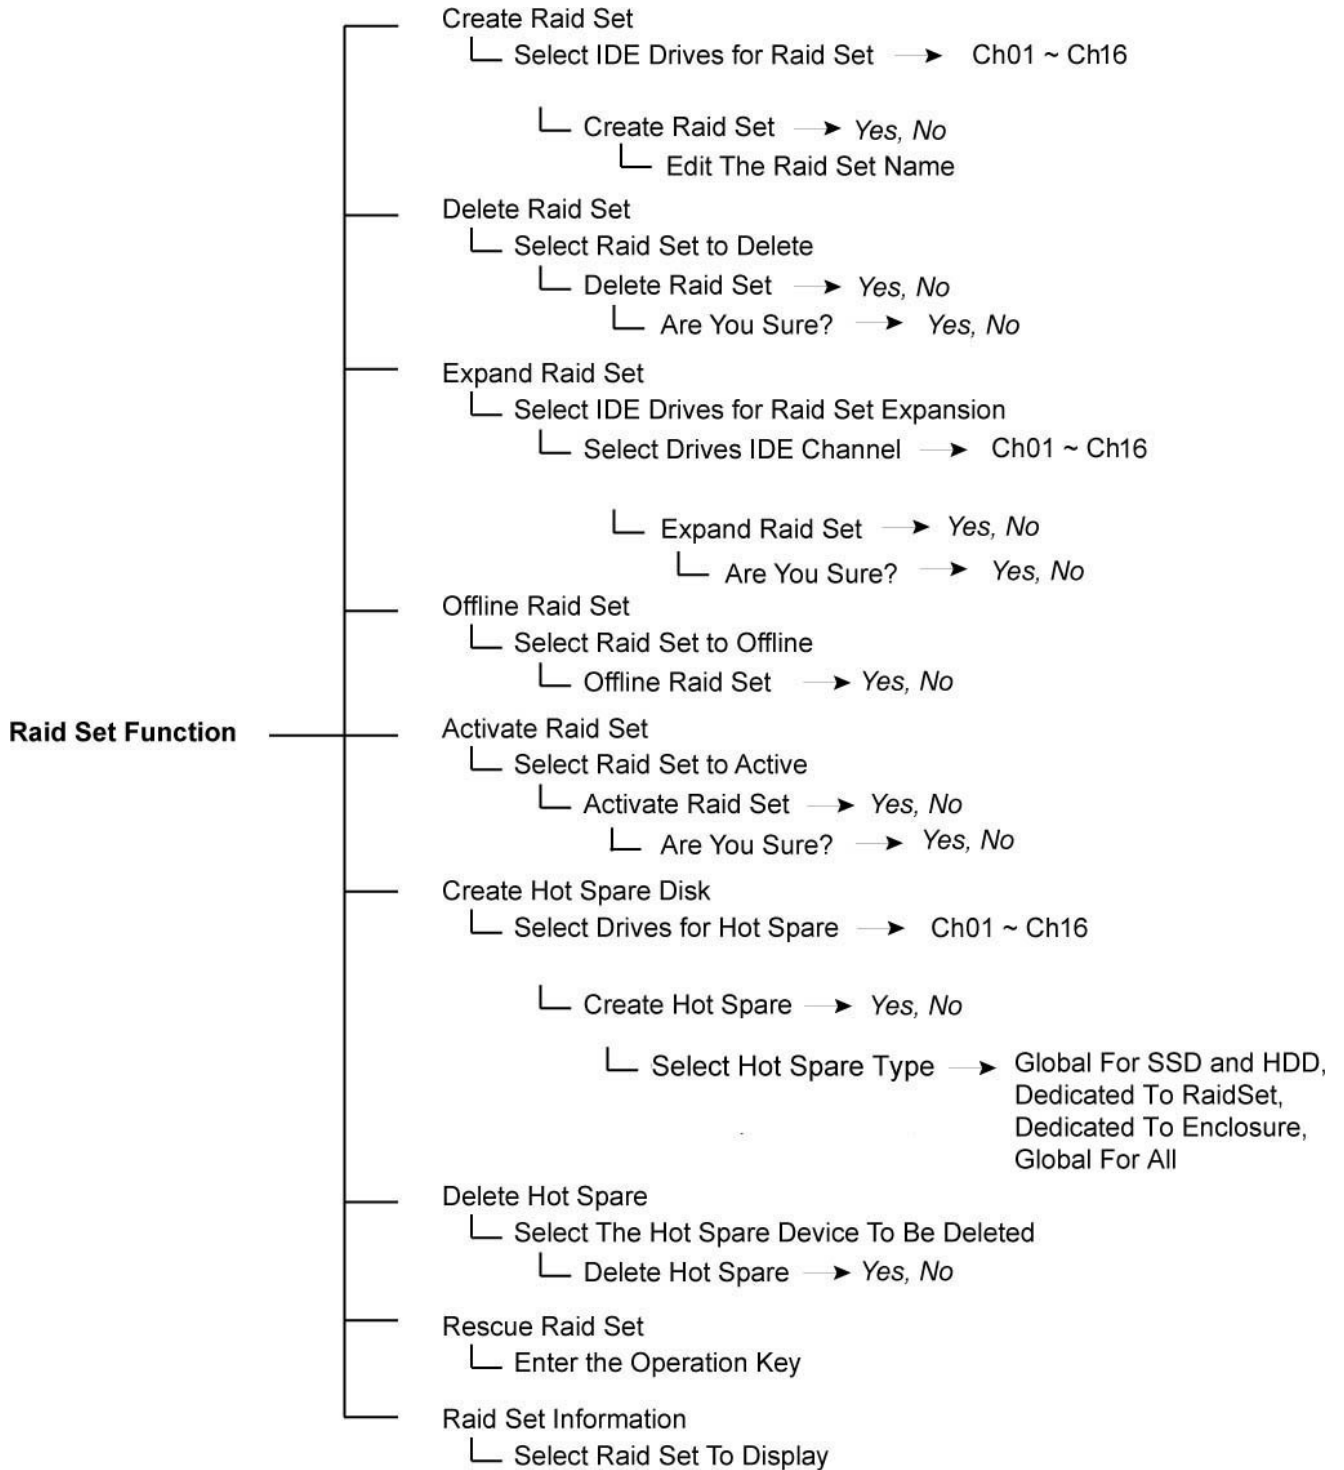 Create Raid Set
Select IDE Drives for Raid Set Ch01 ~ Ch16
Create Raid Set Yes, No
Edit The Raid Set Name
Delete Raid Set
Select Raid Set to Delete
Delete Raid Set Yes, No
Are You Sure? Yes, No
Expand Raid Set
Select IDE Drives for Raid Set Expansion
Select Drives IDE Channel Ch01 ~ Ch16
Expand Raid Set Yes, No
Are You Sure? Yes, No
Offline Raid Set
Select Raid Set to Offline
Offline Raid Set Yes, No
Raid Set Function
Activate Raid Set
Select Raid Set to Active
Activate Raid Set Yes, No
Are You Sure? Yes, No
Create Hot Spare Disk
Select Drives for Hot Spare Ch01 ~ Ch16
Create Hot Spare Yes, No
Select Hot Spare Type Global For SSD and HDD,
Dedicated To RaidSet,
Dedicated To Enclosure,
Global For All
Delete Hot Spare
Select The Hot Spare Device To Be Deleted
Delete Hot Spare Yes, No
Rescue Raid Set
Enter the Operation Key
Raid Set Information
Select Raid Set To Display